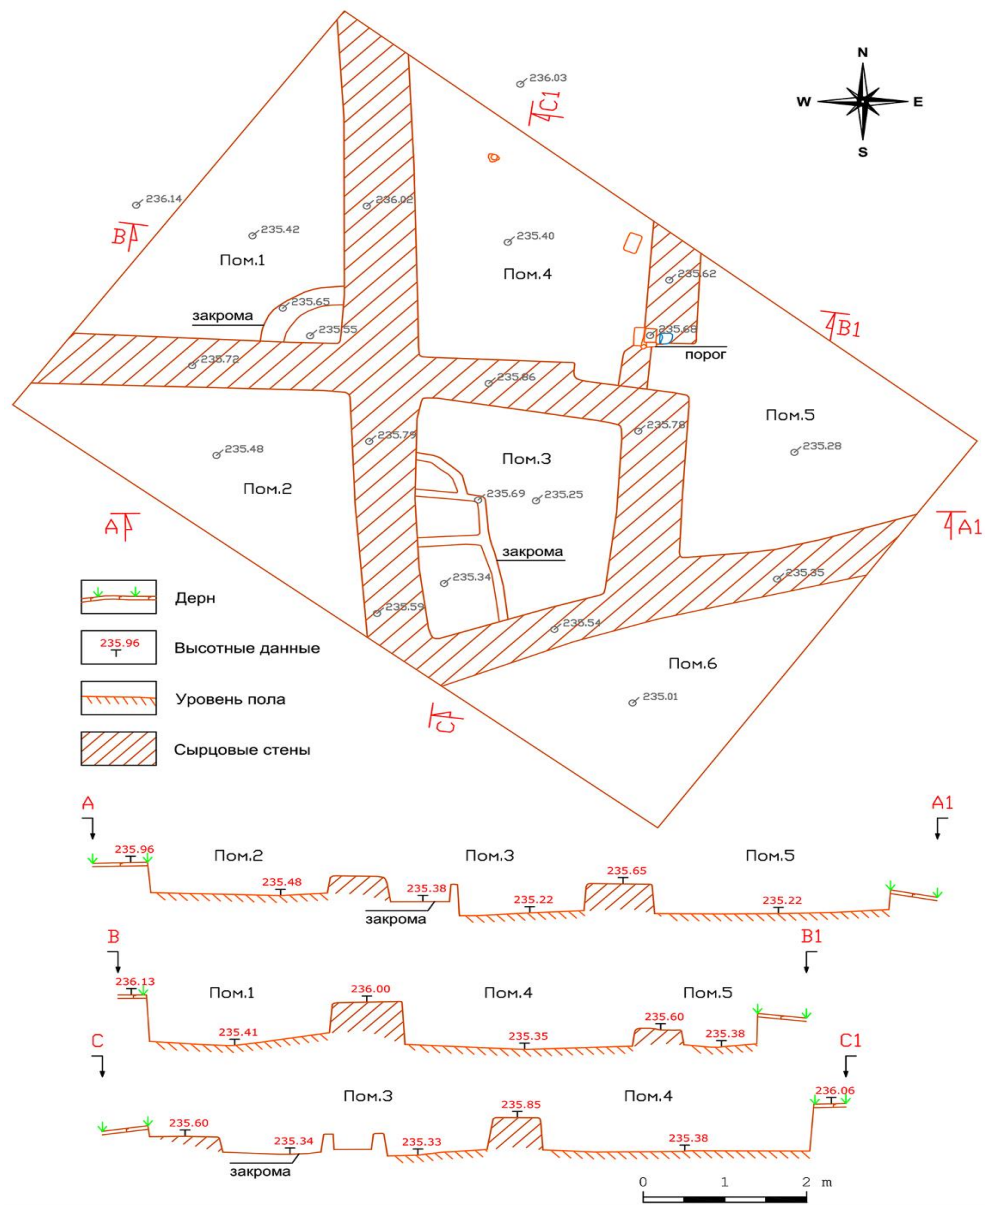 N
W E
S
236.03
C1
236.14
B
236.02
235.42
Пом.1
235.40
Пом.4
235.62
закрома
235.65
235.55
235.68
порог
B1
235.72
235.86
Пом.5
235.79
235.78
235.28
235.48
Пом.2
Пом.3
235.69
235.25
A
A1
закрома
235.34
235.35
235.59
235.54
Пом.6
235.01
C
Дерн
235.96
Высотные данные
Уровень пола
Сырцовые стены
A A1
235.96
Пом.2 Пом.3 Пом.5
235.48 235.38 235.22 235.65 235.22
закрома
B B1
236.13
Пом.1 236.00 Пом.4 Пом.5
235.41 235.35 235.60 235.38
C C1
Пом.3 Пом.4 236.06
235.60 235.34 235.33 235.85 235.38
закрома
0 1 2 m